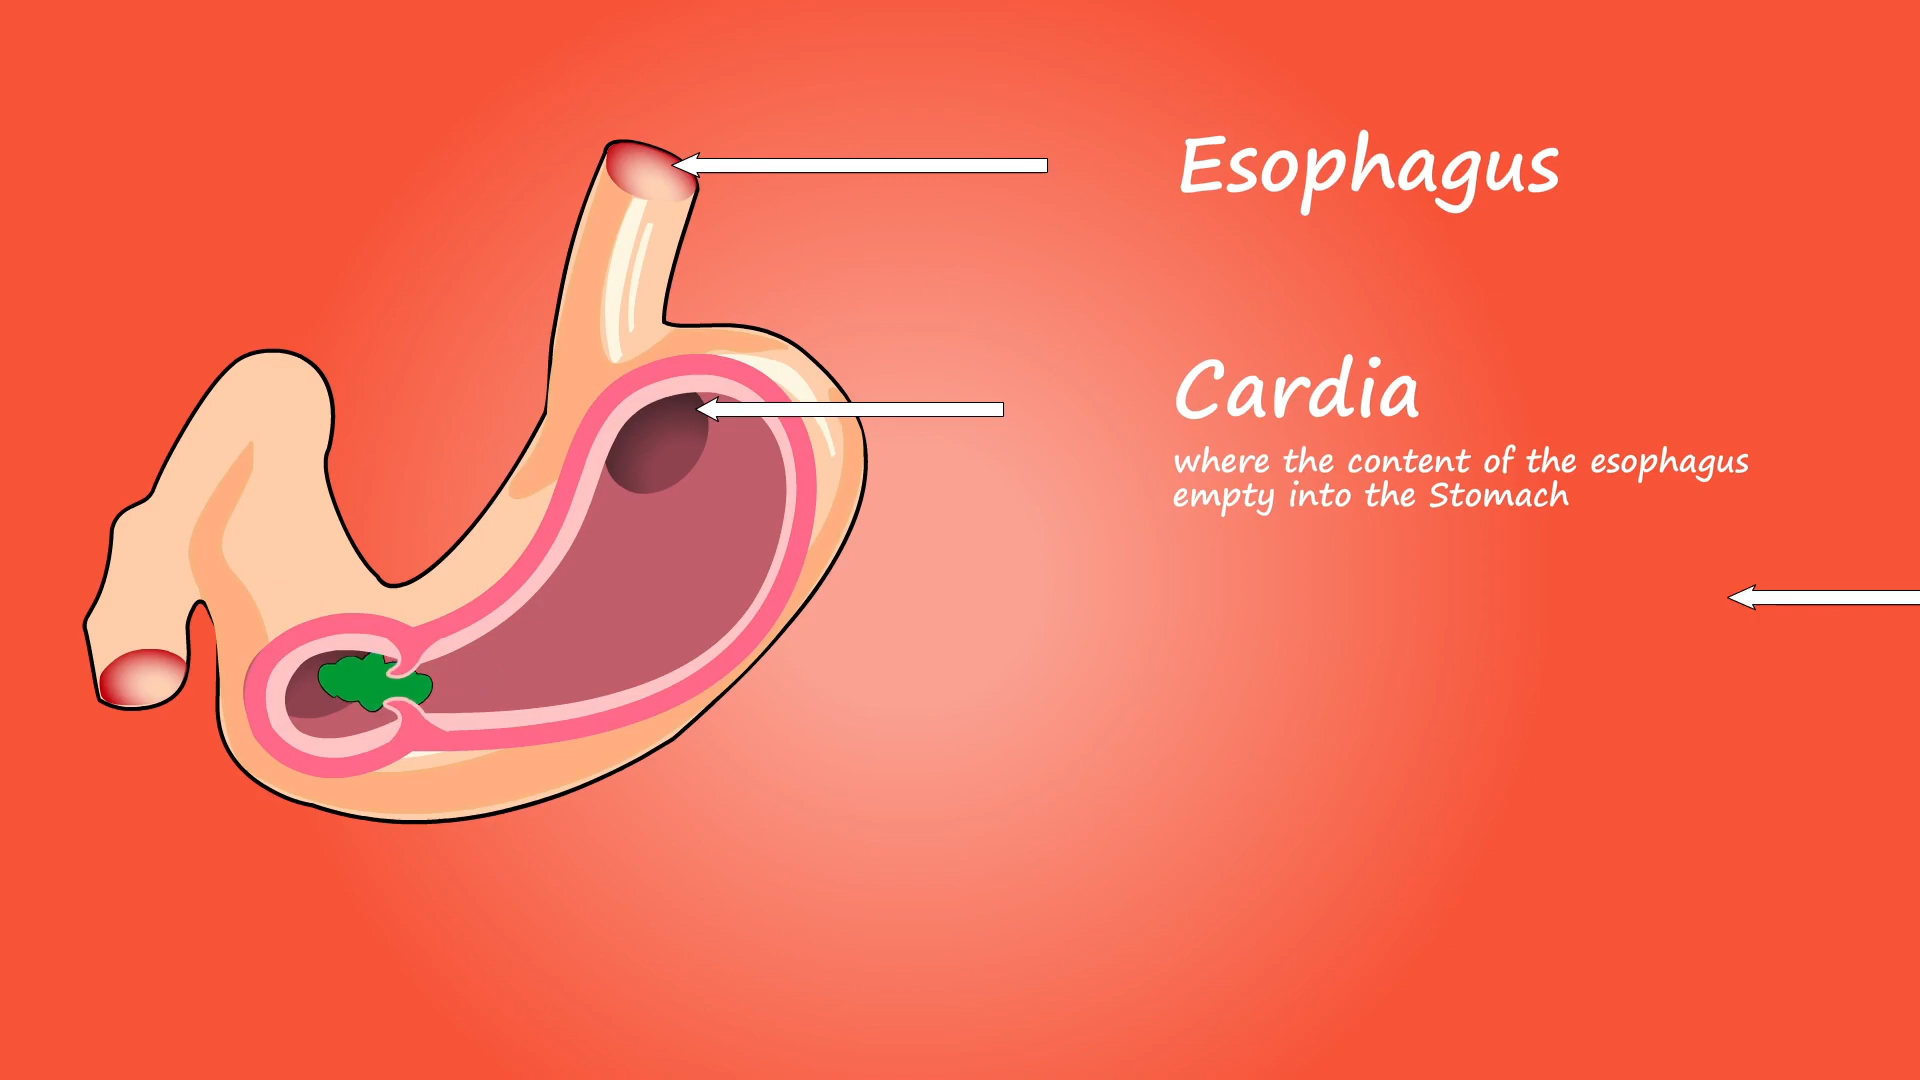 Esophagus
Cardia
where the content of the esophagus
empty into the Stomach